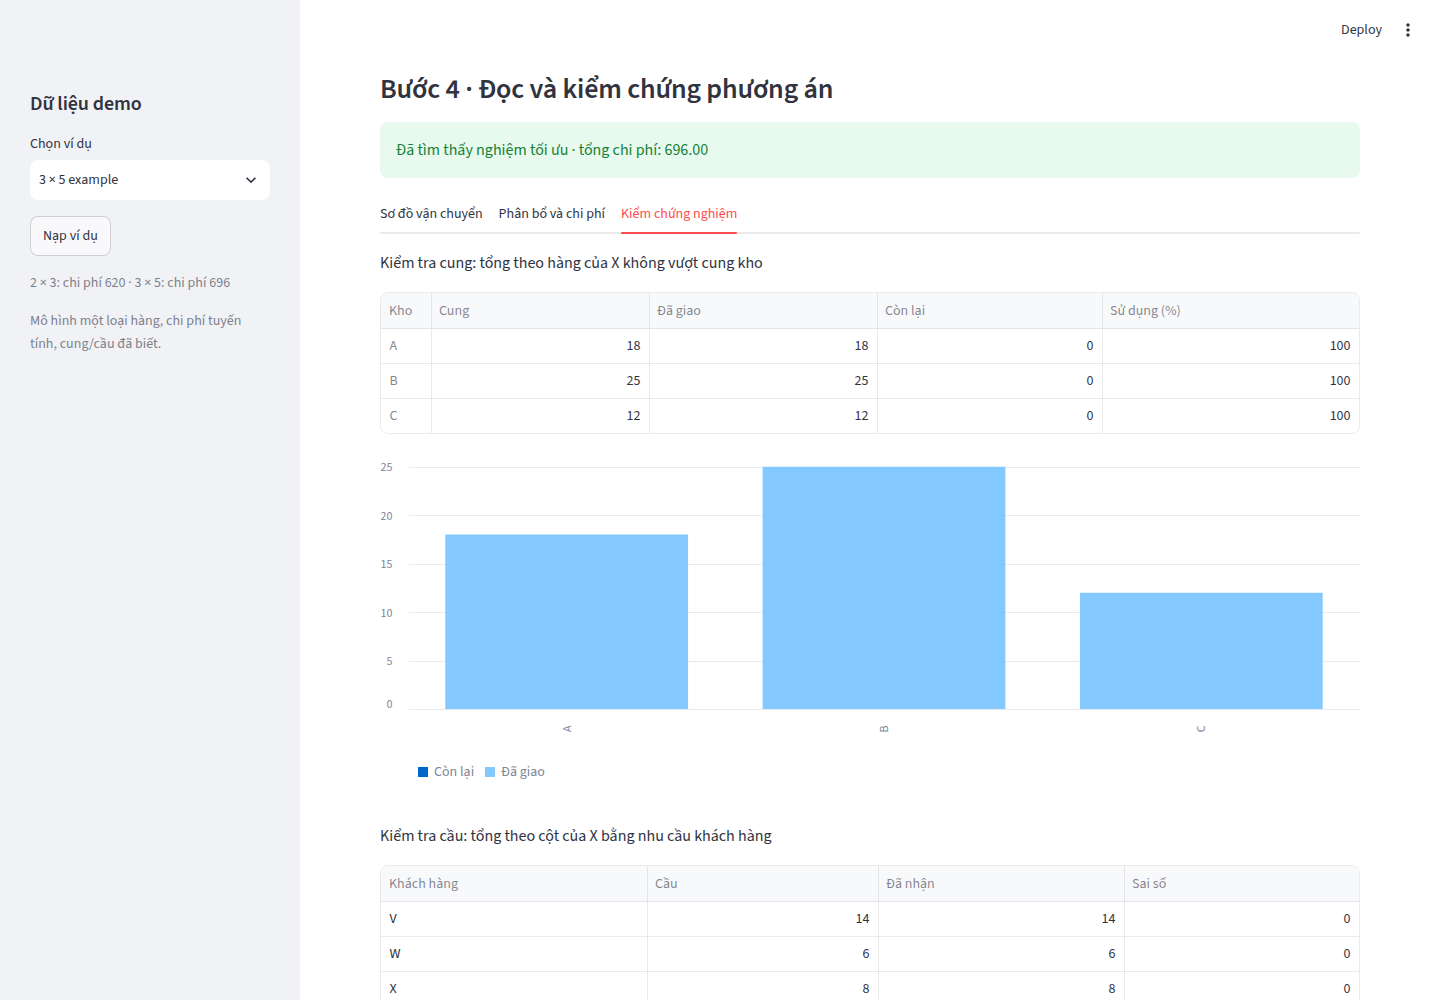 Deploy
Dữ liệu demo
Chọn ví dụ
3 × 5 example
Nạp ví dụ
2 × 3: chi phí 620 · 3 × 5: chi phí 696
Mô hình một loại hàng, chi phí tuyến
tính, cung/cầu đã biết.
Bước 4 · Đọc và kiểm chứng phương án
Đã tìm thấy nghiệm tối ưu · tổng chi phí: 696.00
Sơ đồ vận chuyển Phân bổ và chi phí Kiểm chứng nghiệm
Kiểm tra cung: tổng theo hàng của X không vượt cung kho
Kho Cung Đã giao Còn lại Sử dụng (%)
A 18 18 0 100
B 25 25 0 100
C 12 12 0 100
25
20
15
10
5
0
A B C
Còn lại Đã giao
Kiểm tra cầu: tổng theo cột của X bằng nhu cầu khách hàng
Khách hàng Cầu Đã nhận Sai số
V 14 14 0
W 6 6 0
X 8 8 0